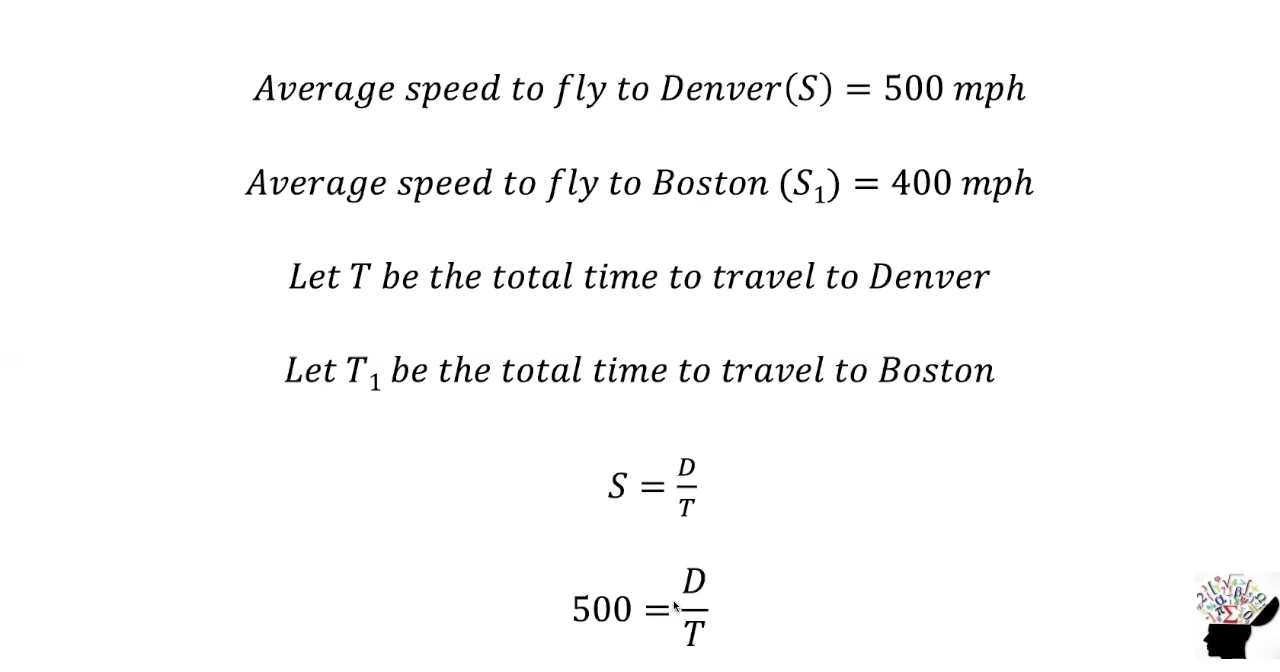 Average speed to fly to Denver(S) = 500 mph
Average speed to fly to Boston (S₁) = 400 mph
Let T be the total time to travel to Denver
Let T₁ be the total time to travel to Boston
S = D/T
500 = D/T